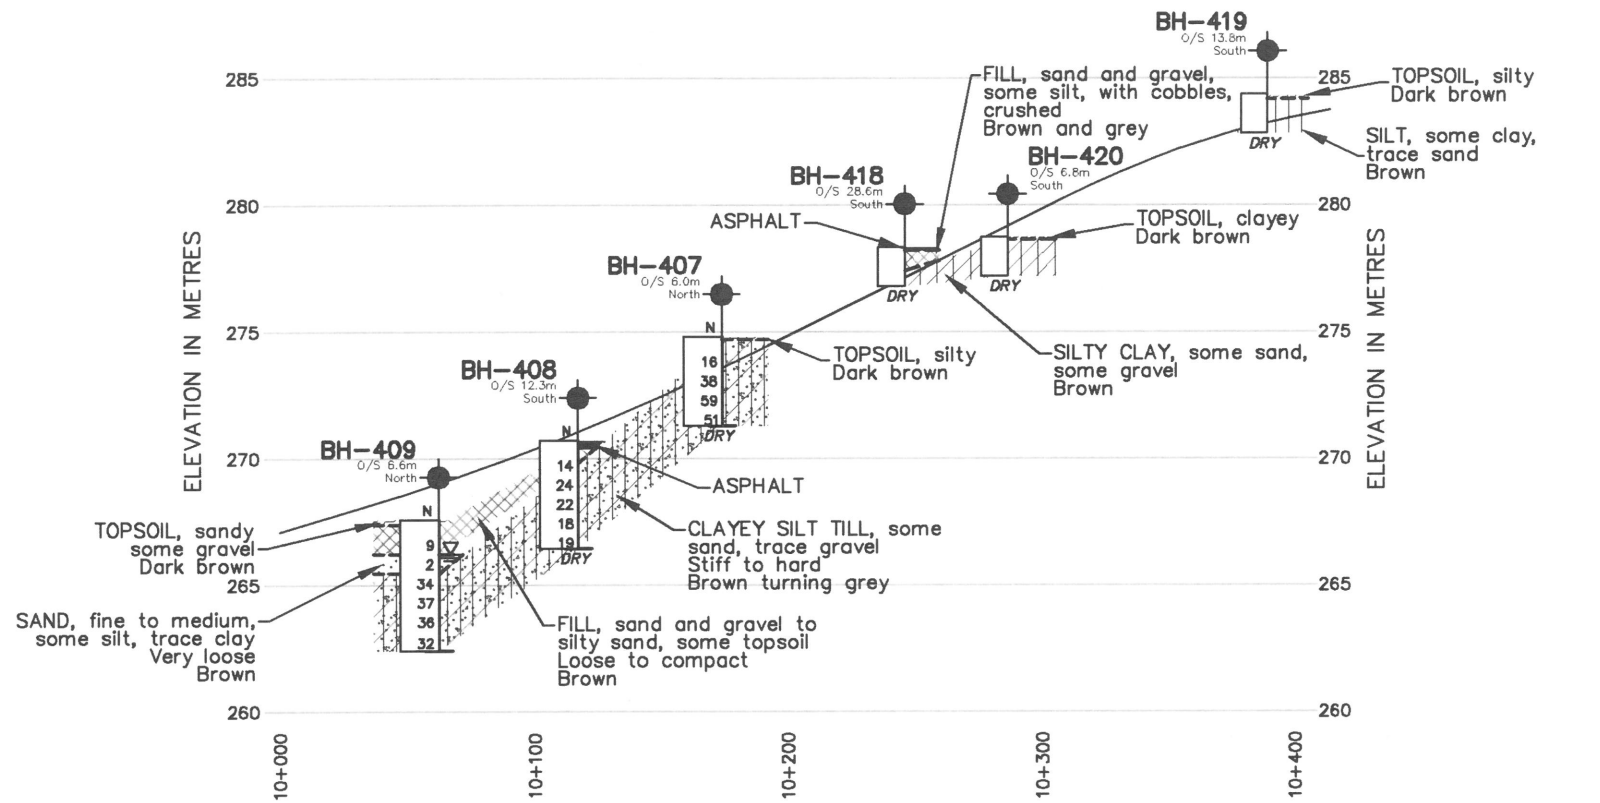 BH-419
O/S 13.8m
South
285
FILL, sand and gravel,
some silt, with cobbles,
crushed
Brown and grey
285
TOPSOIL, silty
Dark brown
DRY
SILT, some clay,
trace sand
Brown
BH-420
O/S 6.8m
South
BH-418
O/S 28.6m
South
280
ASPHALT
280
TOPSOIL, clayey
Dark brown
DRY
DRY
BH-407
O/S 6.0m
North
ELEVATION IN METRES
ELEVATION IN METRES
275
N
16
38
59
51
DRY
275
TOPSOIL, silty
Dark brown
SILTY CLAY, some sand,
some gravel
Brown
BH-408
O/S 12.3m
South
N
14
24
22
18
19
DRY
BH-409
O/S 6.6m
North
270
270
ASPHALT
N
9
2
34
37
36
32
TOPSOIL, sandy
some gravel
Dark brown
CLAYEY SILT TILL, some
sand, trace gravel
Stiff to hard
Brown turning grey
265
265
SAND, fine to medium,
some silt, trace clay
Very loose
Brown
FILL, sand and gravel to
silty sand, some topsoil
Loose to compact
Brown
260
260
10+000
10+100
10+200
10+300
10+400